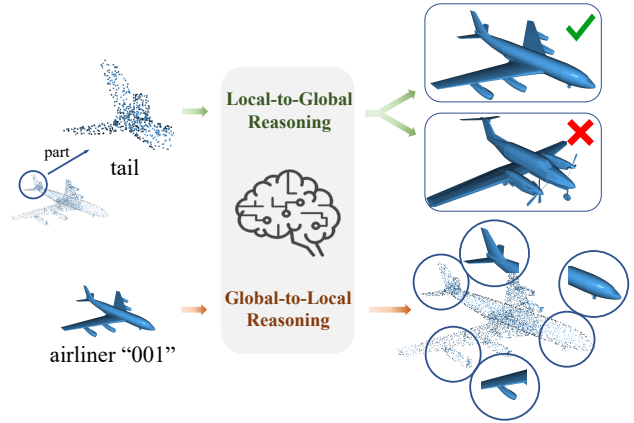 part
tail
Local-to-Global
Reasoning
Global-to-Local
Reasoning
airliner “001”